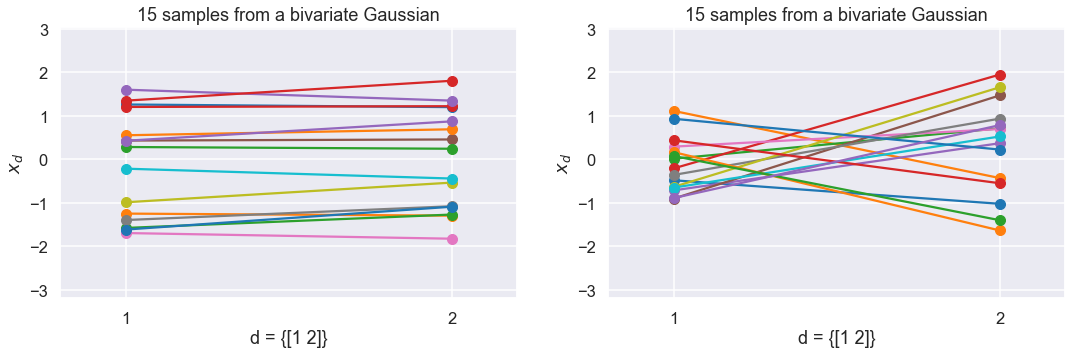 15 samples from a bivariate Gaussian
3
2
1
0
−1
−2
−3
x_d
1 2
d = {[1 2]}
15 samples from a bivariate Gaussian
3
2
1
0
−1
−2
−3
x_d
1 2
d = {[1 2]}